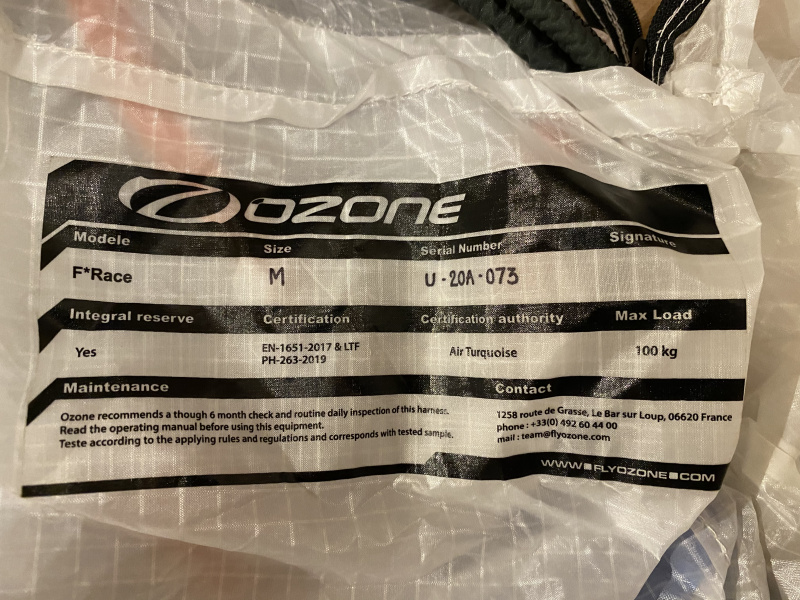 OZONE
Modele Size Serial Number Signature
F*Race M U-20A-073
Integral reserve Certification Certification authority Max Load
Yes EN-1651-2017 & LTF Air Turquoise 100 kg
PH-263-2019
Maintenance Contact
Ozone recommends a though 6 month check and routine daily inspection of this harness.
Read the operating manual before using this equipment.
Teste according to the applying rules and regulations and corresponds with tested sample.
1258 route de Grasse, Le Bar sur Loup, 06620 France
phone : +33(0) 492 60 44 00
mail : team@flyozone.com
WWW■FLYOZONE■COM